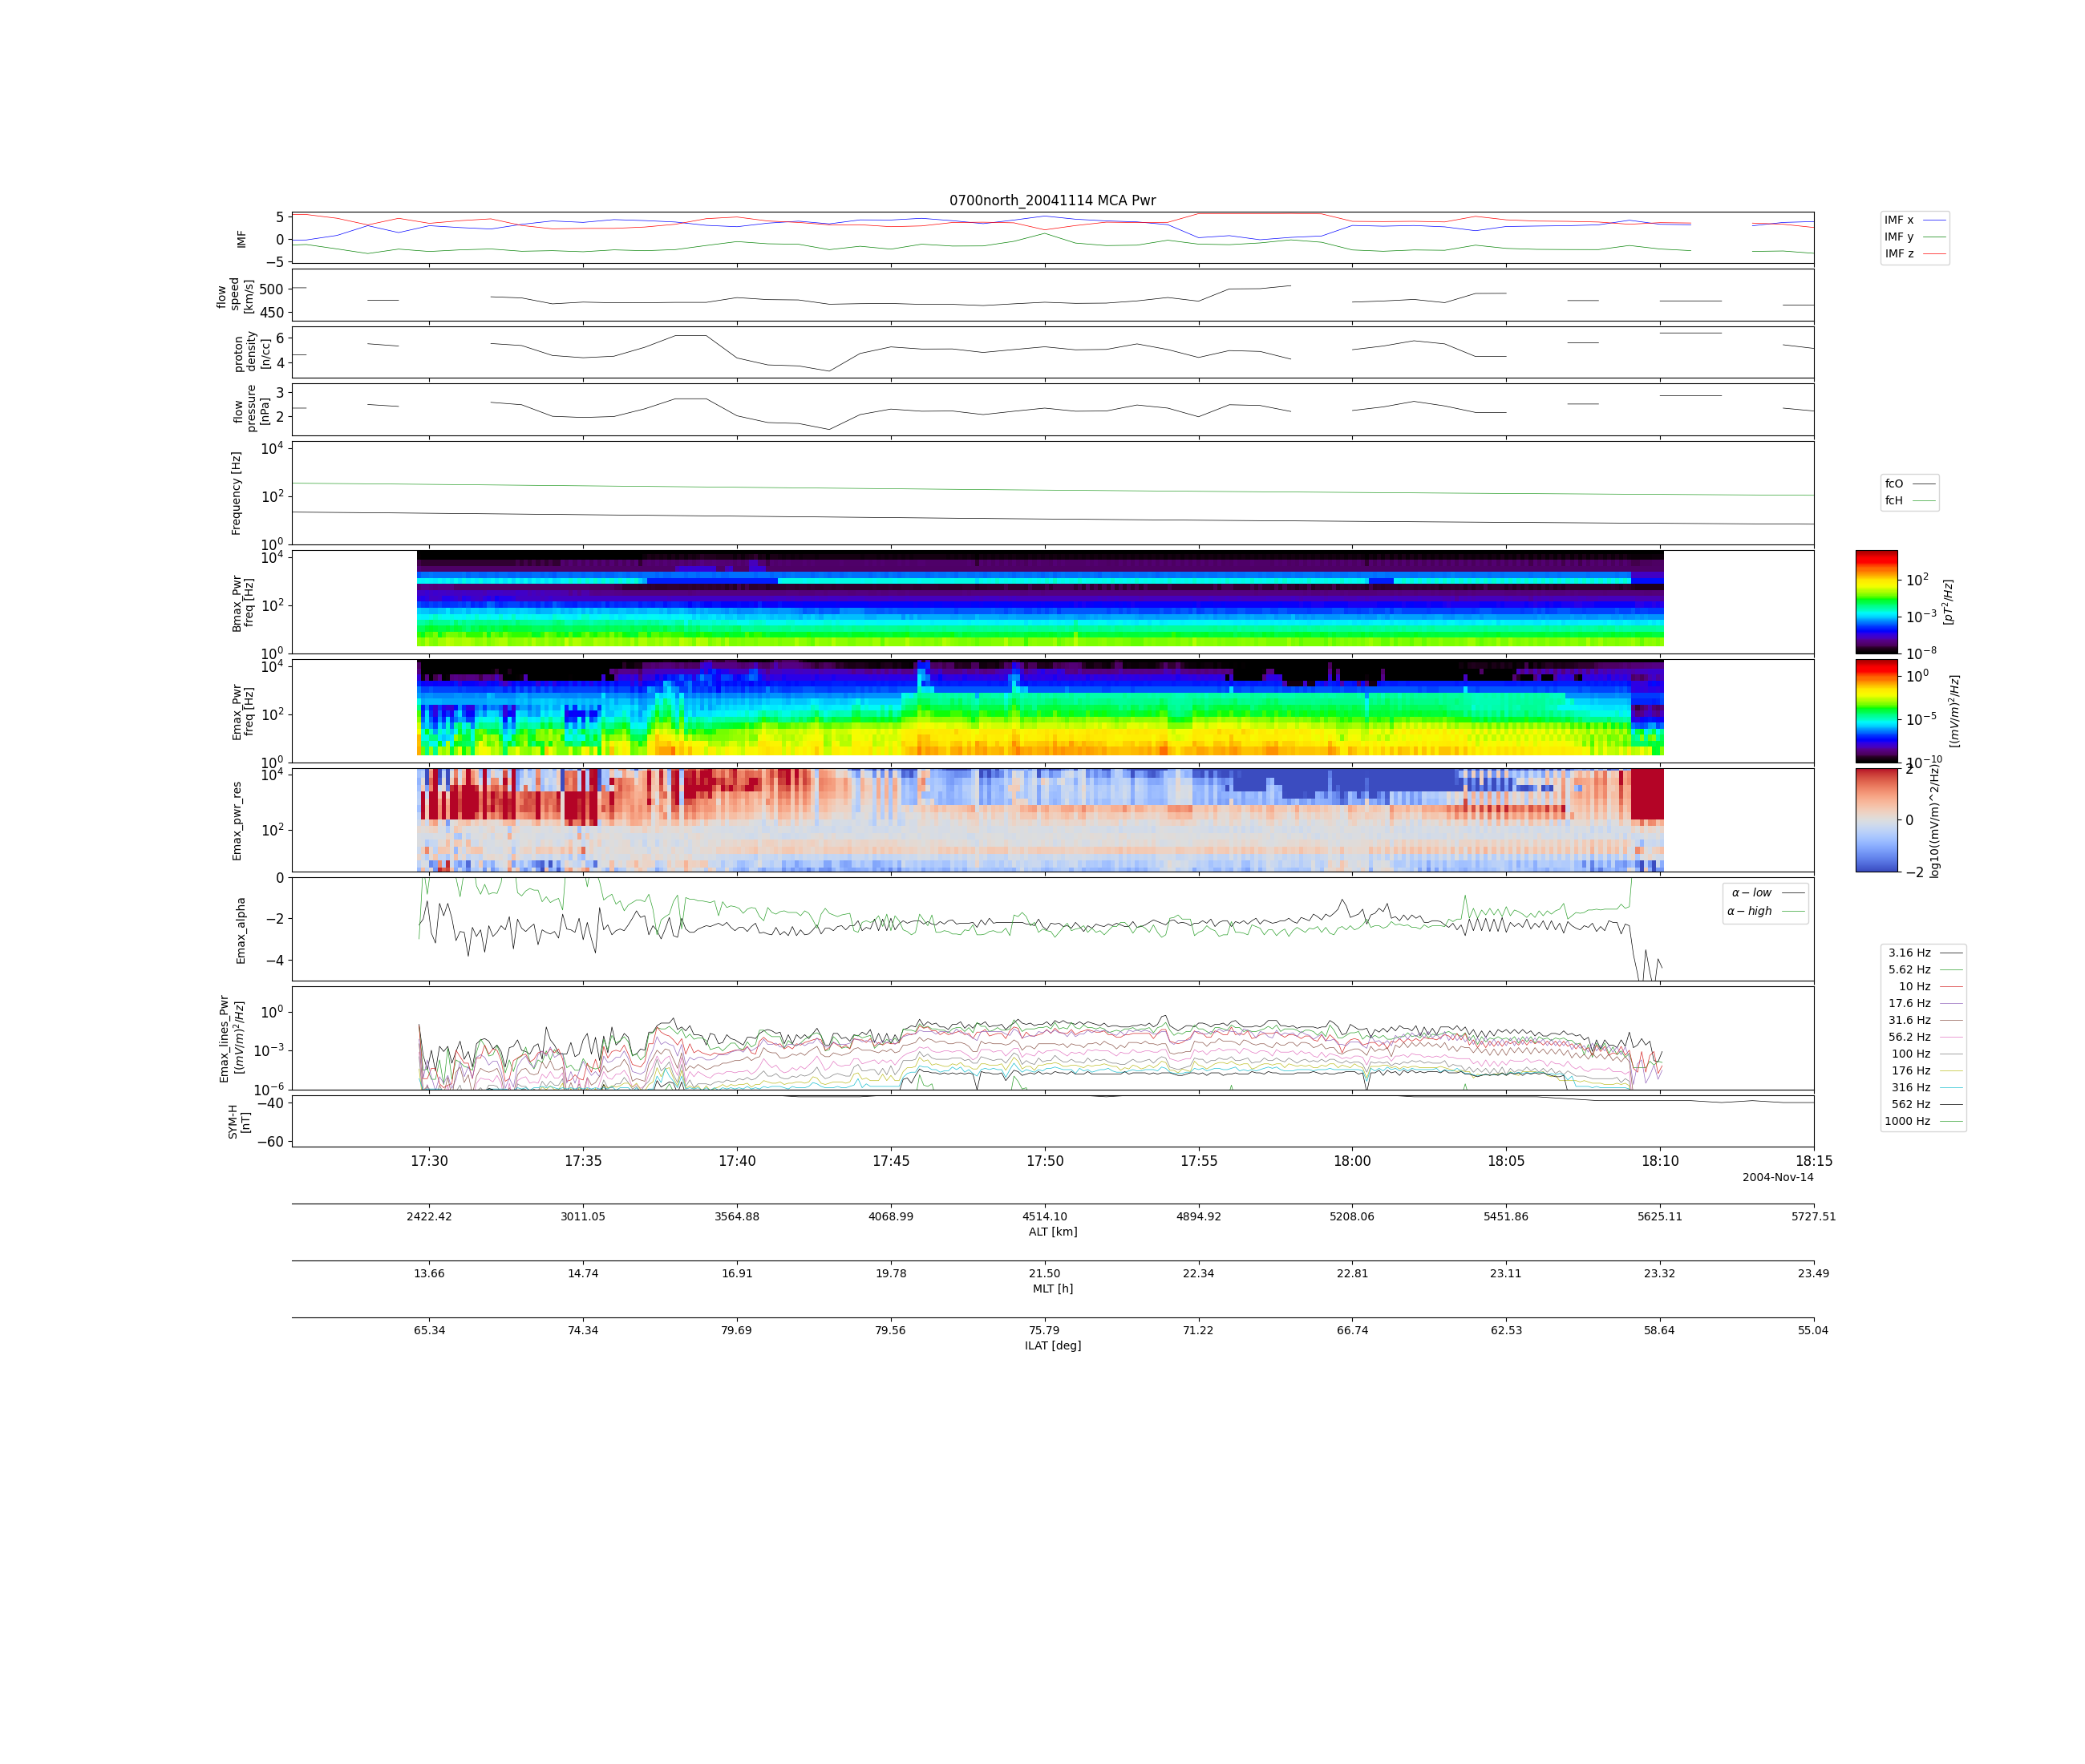 0700north_20041114 MCA Pwr
IMF
5
0
−5
IMF x
IMF y
IMF z
flow
speed
[km/s]
500
450
proton
density
[n/cc]
6
4
flow
pressure
[nPa]
3
2
Frequency [Hz]
10^4
10^2
10^0
fcO
fcH
Bmax_Pwr
freq [Hz]
10^4
10^2
10^0
10^2
10^−3
10^−8
[pT^2/Hz]
Emax_Pwr
freq [Hz]
10^4
10^2
10^0
10^0
10^−5
10^−10
[(mV/m)^2/Hz]
Emax_pwr_res
10^4
10^2
2
0
−2
log10((mV/m)^2/Hz)
Emax_alpha
0
−2
−4
α − low
α − high
Emax_lines_Pwr
[(mV/m)^2/Hz]
10^0
10^−3
10^−6
3.16 Hz
5.62 Hz
10 Hz
17.6 Hz
31.6 Hz
56.2 Hz
100 Hz
176 Hz
316 Hz
562 Hz
1000 Hz
SYM-H
[nT]
−40
−60
17:30 17:35 17:40 17:45 17:50 17:55 18:00 18:05 18:10 18:15
2004-Nov-14
2422.42 3011.05 3564.88 4068.99 4514.10 4894.92 5208.06 5451.86 5625.11 5727.51
ALT [km]
13.66 14.74 16.91 19.78 21.50 22.34 22.81 23.11 23.32 23.49
MLT [h]
65.34 74.34 79.69 79.56 75.79 71.22 66.74 62.53 58.64 55.04
ILAT [deg]